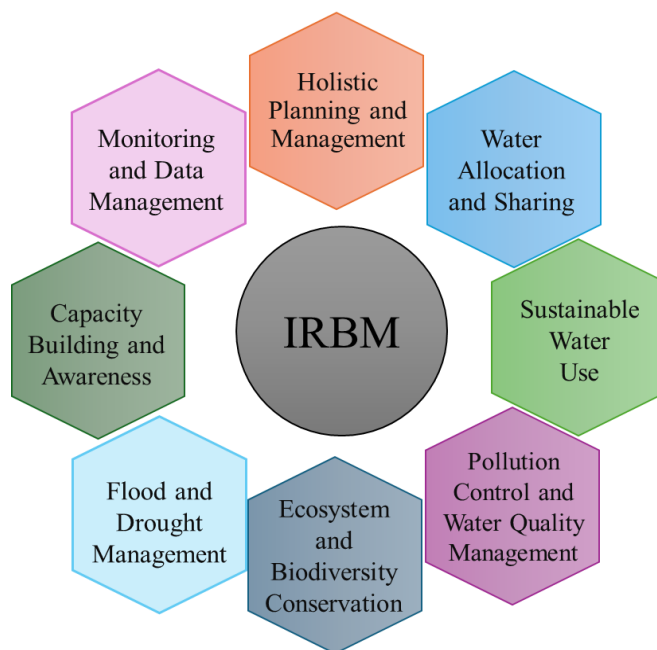 Holistic
Planning and
Management
Water
Allocation
and Sharing
Sustainable
Water
Use
Pollution
Control and
Water Quality
Management
Ecosystem
and
Biodiversity
Conservation
Flood and
Drought
Management
Capacity
Building and
Awareness
Monitoring
and Data
Management
IRBM